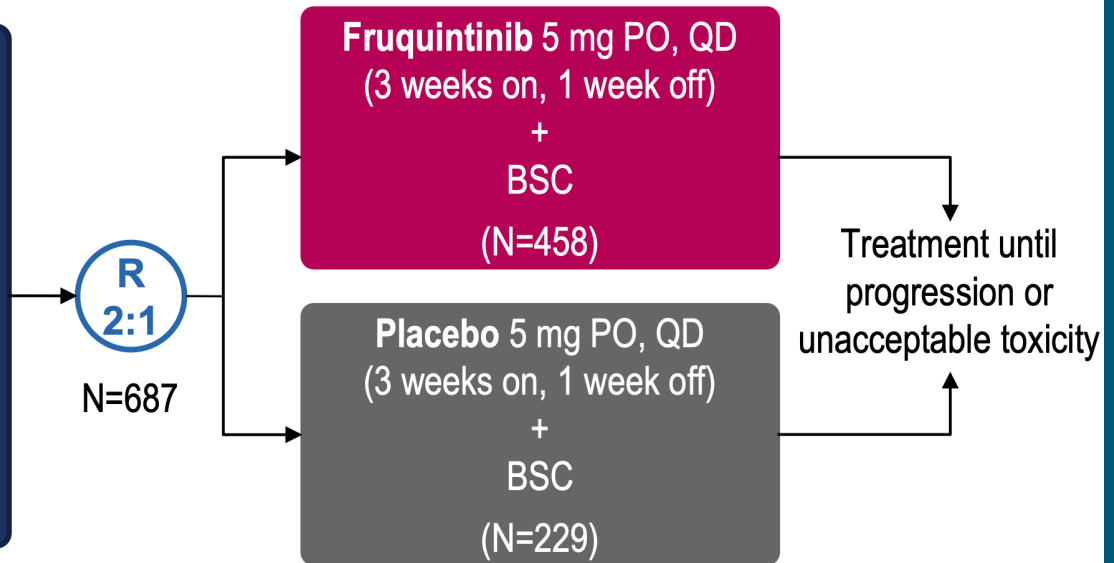 R
2:1
N=687
Fruquintinib 5 mg PO, QD
(3 weeks on, 1 week off)
+
BSC
(N=458)
Placebo 5 mg PO, QD
(3 weeks on, 1 week off)
+
BSC
(N=229)
Treatment until
progression or
unacceptable toxicity